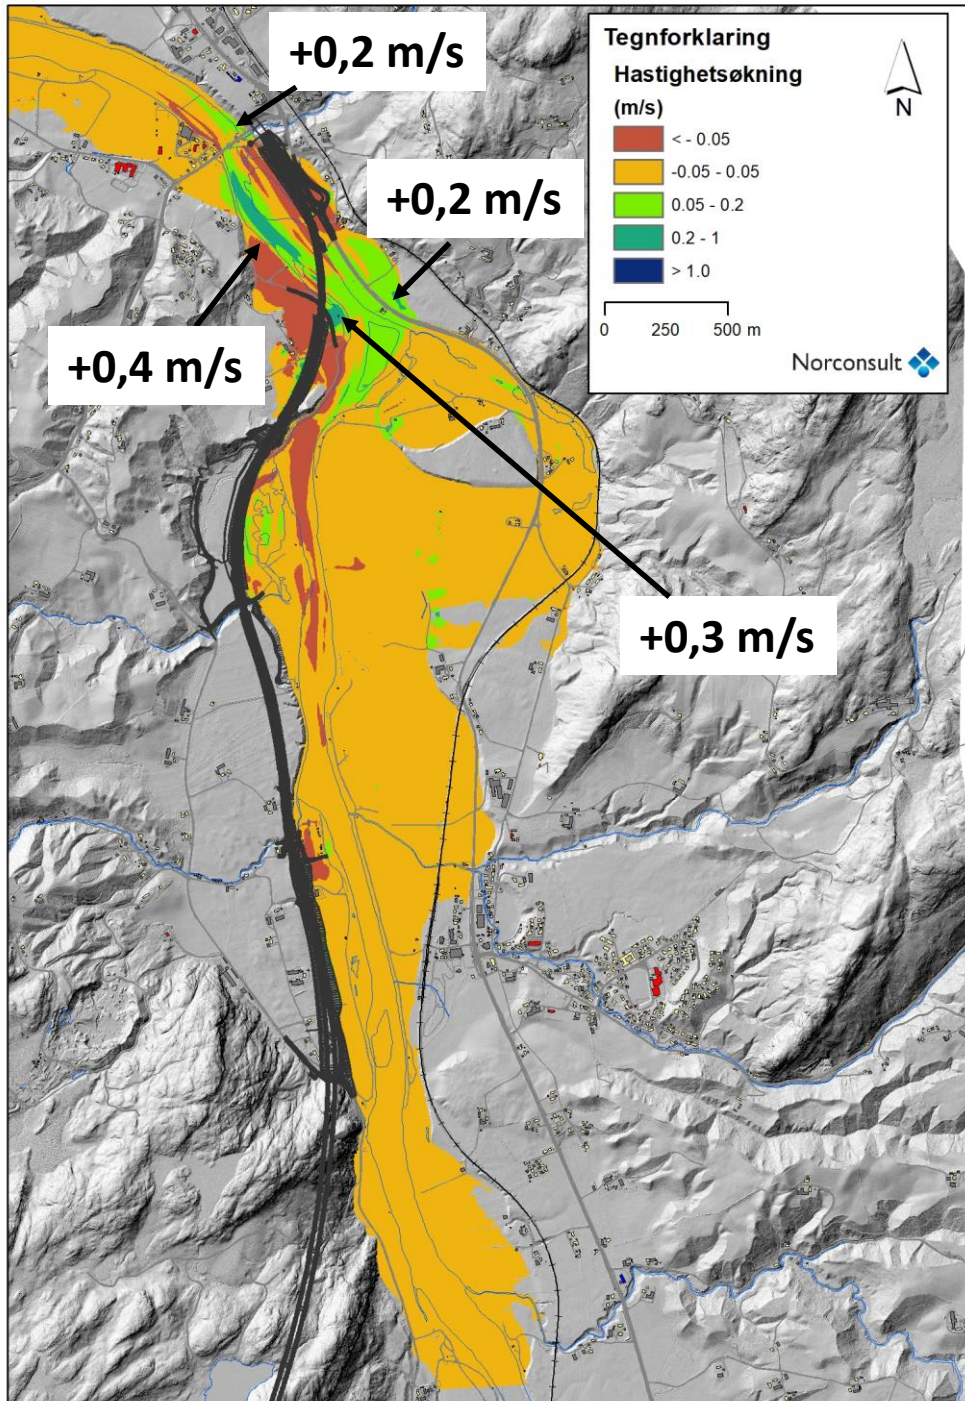 +0,2 m/s
+0,2 m/s
+0,4 m/s
+0,3 m/s
Tegnforklaring
Hastighetsøkning
(m/s)
< - 0.05
-0.05 - 0.05
0.05 - 0.2
0.2 - 1
> 1.0
N
0 250 500 m
Norconsult